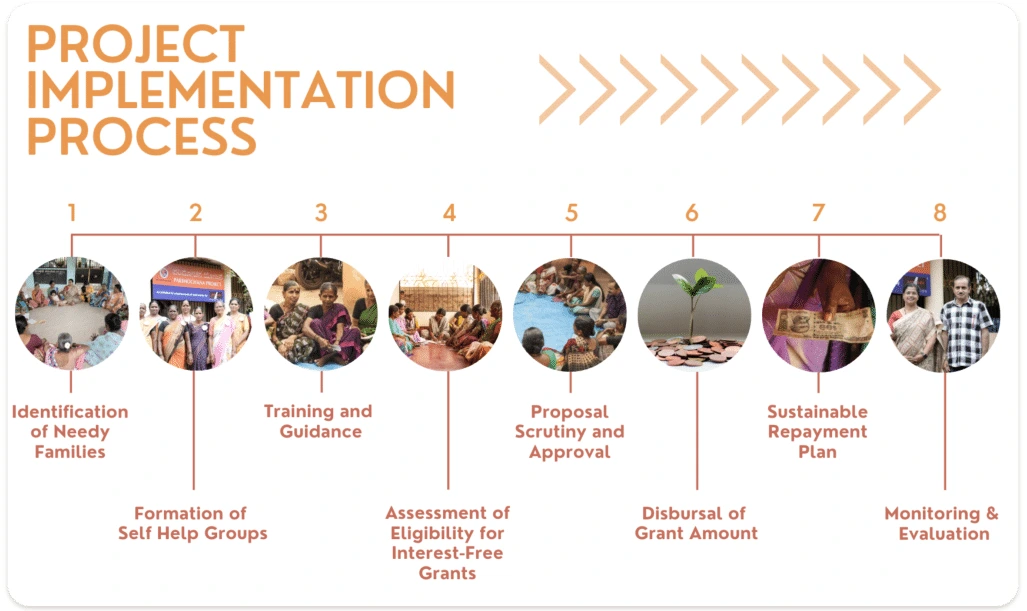 PROJECT
IMPLEMENTATION
PROCESS
1 2 3 4 5 6 7 8
Identification
of Needy
Families
Formation of
Self Help Groups
Training and
Guidance
Assessment of
Eligibility for
Interest-Free
Grants
Proposal
Scrutiny and
Approval
Disbursal of
Grant Amount
Sustainable
Repayment
Plan
Monitoring &
Evaluation